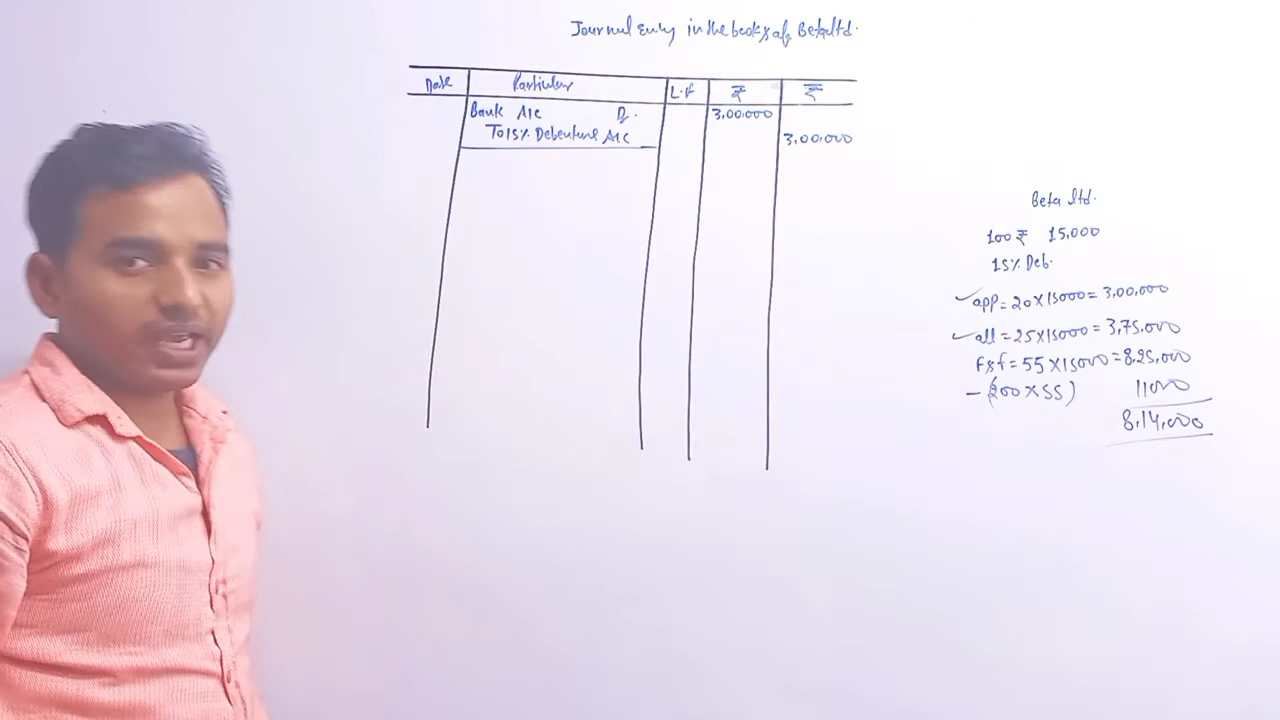 Journal Entry in the books of Beta ltd.
Date Particular L.F ₹ ₹
Bank A/c Dr. 3,00,000
To 15% Debenture A/c 3,00,000
Beta ltd.
100 ₹ 15,000
15% Deb.
✓app = 20 × 15000 = 3,00,000
✓all = 25 × 15000 = 3,75,000
F&f = 55 × 15000 = 8,25,000
- (200 × 55) 11000
8,14,000